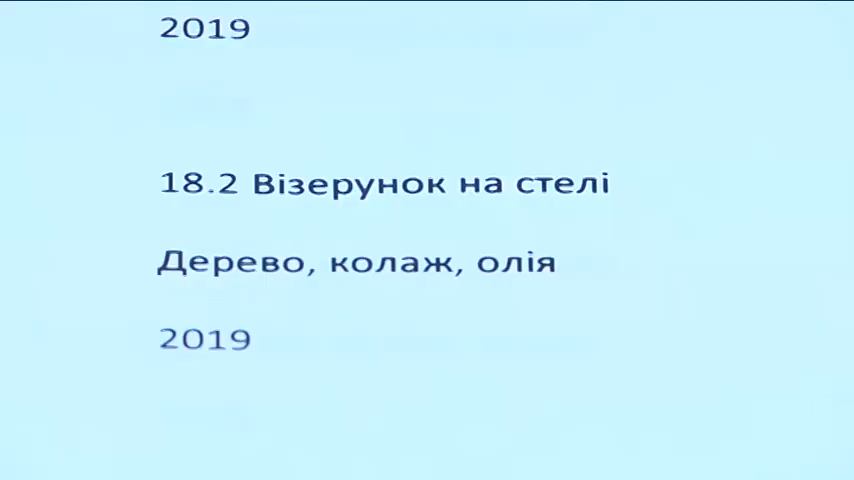 2019
18.2 Візерунок на стелі
Дерево, колаж, олія
2019